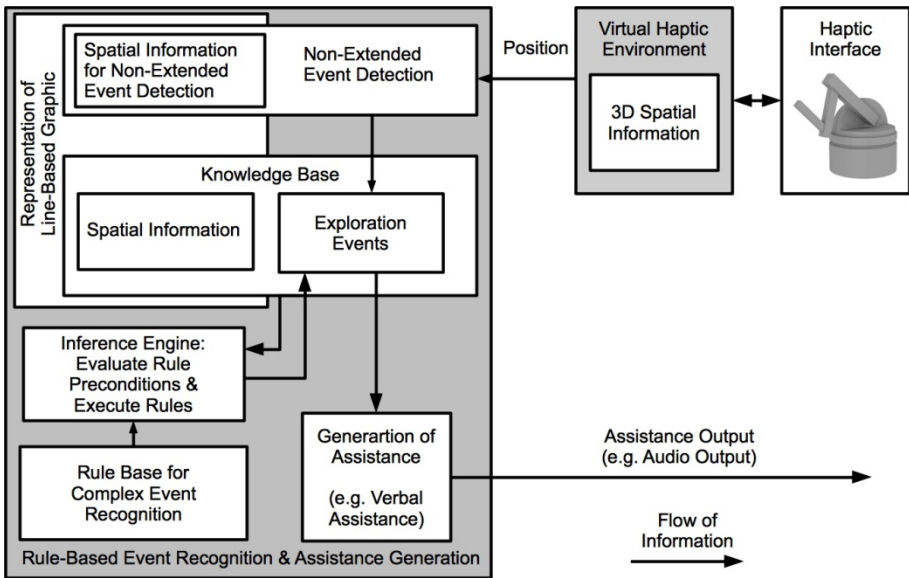 Representation of
Line-Based Graphic
Spatial Information
for Non-Extended
Event Detection
Non-Extended
Event Detection
Position
Virtual Haptic
Environment
3D Spatial
Information
Haptic
Interface
Knowledge Base
Spatial Information
Exploration
Events
Inference Engine:
Evaluate Rule
Preconditions &
Execute Rules
Rule Base for
Complex Event
Recognition
Generartion of
Assistance
(e.g. Verbal
Assistance)
Assistance Output
(e.g. Audio Output)
Flow of
Information
Rule-Based Event Recognition & Assistance Generation